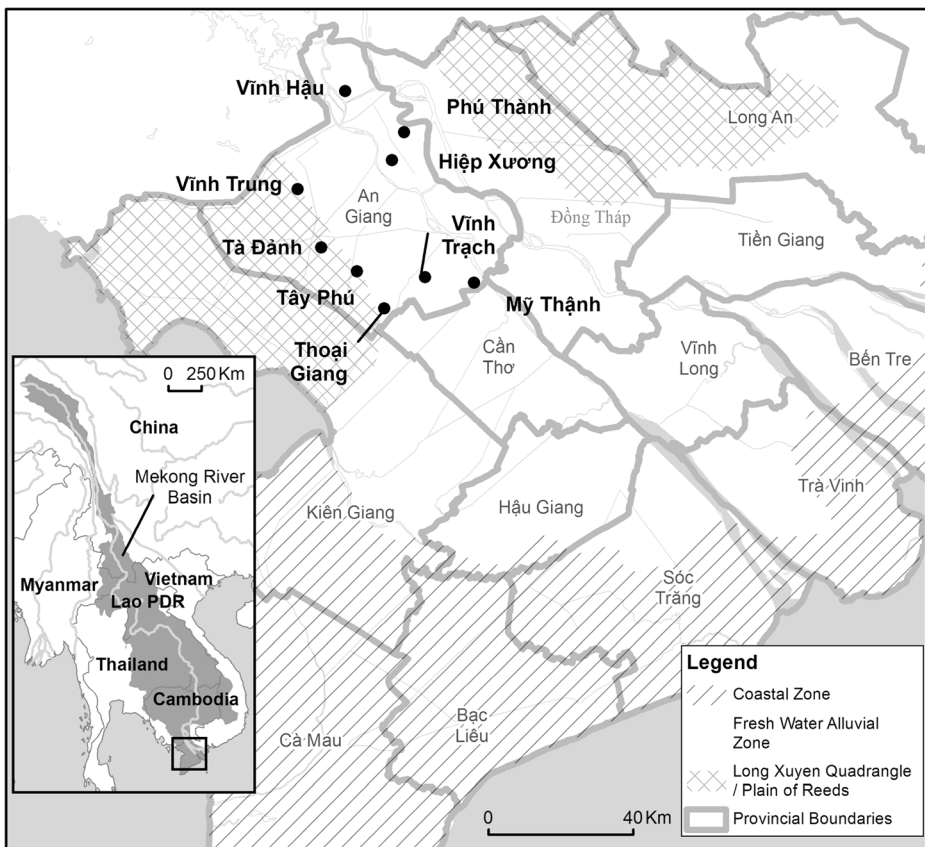 Vĩnh Hậu
Phú Thành
Long An
Hiệp Xương
Vĩnh Trung
An
Giang
Vĩnh
Trạch
Đồng Tháp
Tiền Giang
Tà Đảnh
Tây Phú
Mỹ Thậnh
Thoại
Giang
Cần
Thơ
Vĩnh
Long
Bến Tre
0 250 Km
China
Mekong River
Basin
Myanmar
Vietnam
Lao PDR
Thailand
Cambodia
Kiên Giang
Hậu Giang
Trà Vinh
Sóc
Trăng
Cà Mau
Bạc
Liêu
0 40 Km
Legend
Coastal Zone
Fresh Water Alluvial
Zone
Long Xuyen Quadrangle
/ Plain of Reeds
Provincial Boundaries